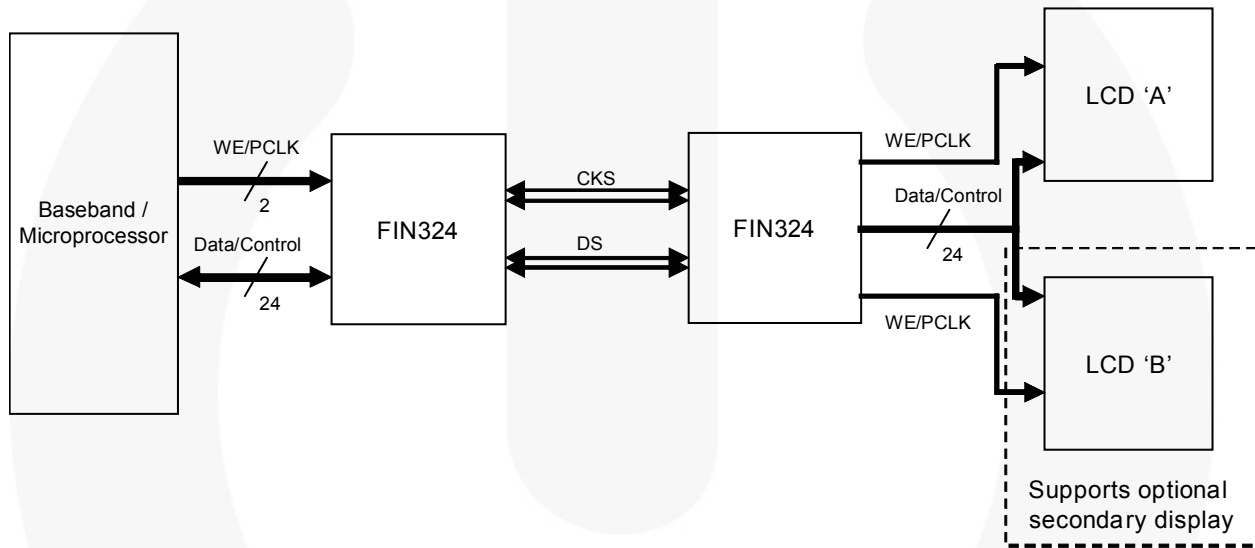 Baseband /
Microprocessor
WE/PCLK
2
Data/Control
24
FIN324
CKS
DS
FIN324
WE/PCLK
Data/Control
24
WE/PCLK
LCD ‘A’
LCD ‘B’
Supports optional
secondary display